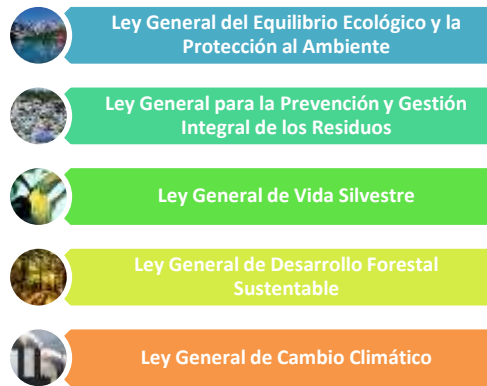 Ley General del Equilibrio Ecológico y la
Protección al Ambiente
Ley General para la Prevención y Gestión
Integral de los Residuos
Ley General de Vida Silvestre
Ley General de Desarrollo Forestal
Sustentable
Ley General de Cambio Climático